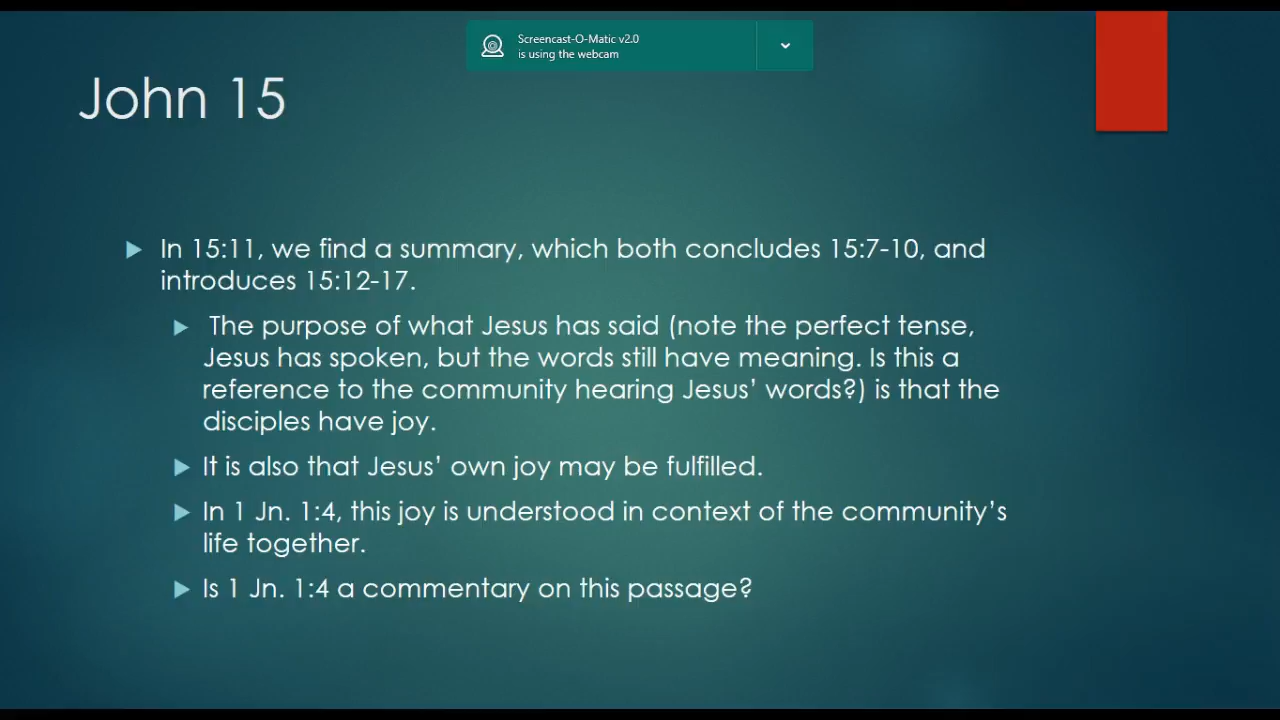 Screencast-O-Matic v2.0
is using the webcam
John 15
In 15:11, we find a summary, which both concludes 15:7-10, and
introduces 15:12-17.
The purpose of what Jesus has said (note the perfect tense,
Jesus has spoken, but the words still have meaning. Is this a
reference to the community hearing Jesus’ words?) is that the
disciples have joy.
It is also that Jesus’ own joy may be fulfilled.
In 1 Jn. 1:4, this joy is understood in context of the community’s
life together.
Is 1 Jn. 1:4 a commentary on this passage?